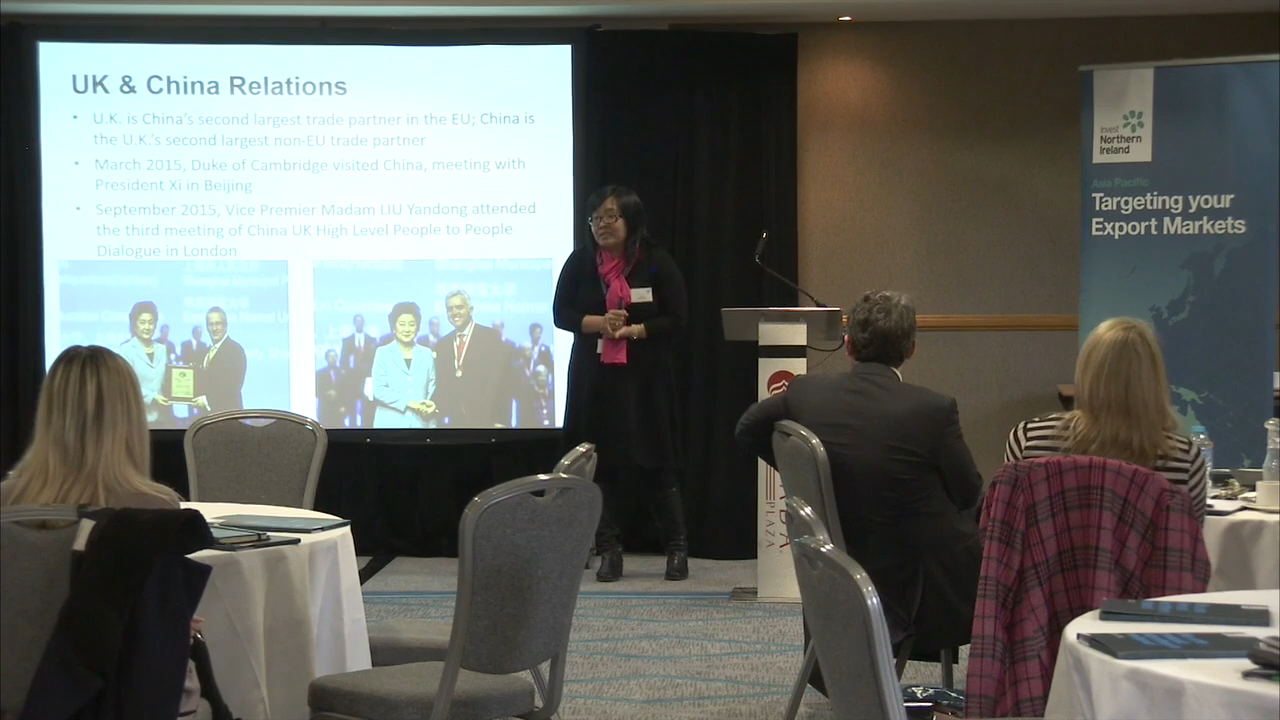 UK & China Relations
• U.K. is China's second largest trade partner in the EU; China is
the U.K.'s second largest non-EU trade partner
• March 2015, Duke of Cambridge visited China, meeting with
President Xi in Beijing
• September 2015, Vice Premier Madam LIU Yandong attended
the third meeting of China UK High Level People to People
Dialogue in London
Invest
Northern
Ireland
Asia Pacific
Targeting your
Export Markets
PLAZA